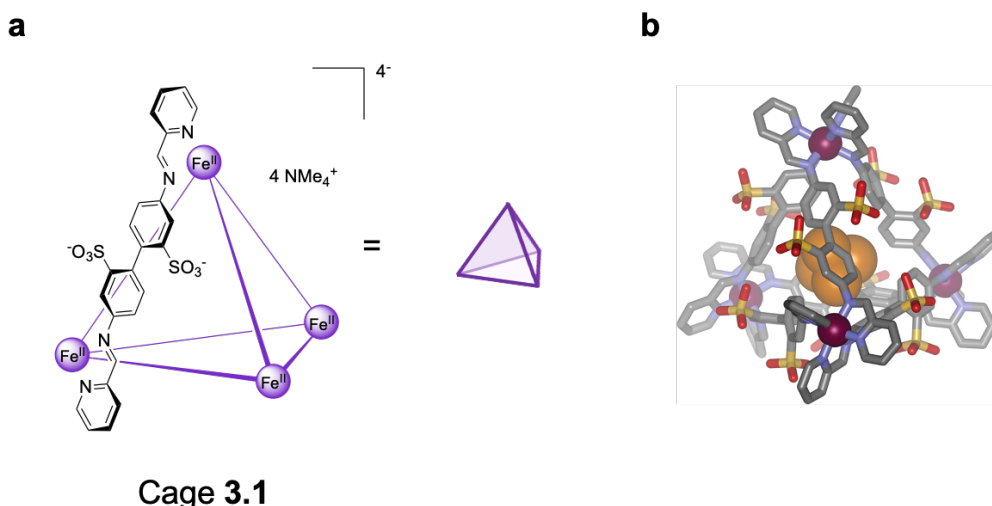 a
b
4-
N
Fe^II
4 NMe4+
N
-O3S
SO3-
=
N
Fe^II
Fe^II
Fe^II
N
Cage 3.1